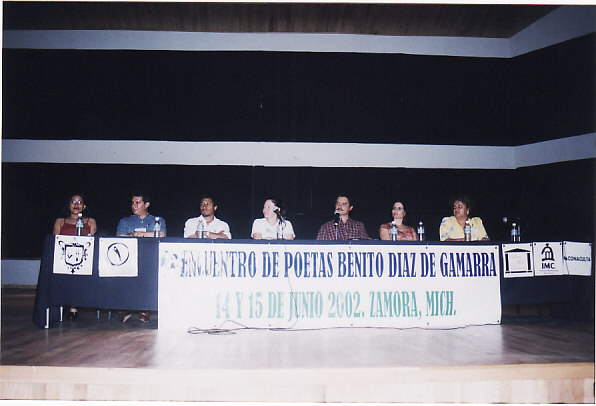 ENCUENTRO DE POETAS BENITO DIAZ DE GAMARRA
14 Y 15 DE JUNIO 2002. ZAMORA, MICH.
IMC
CONACULTA